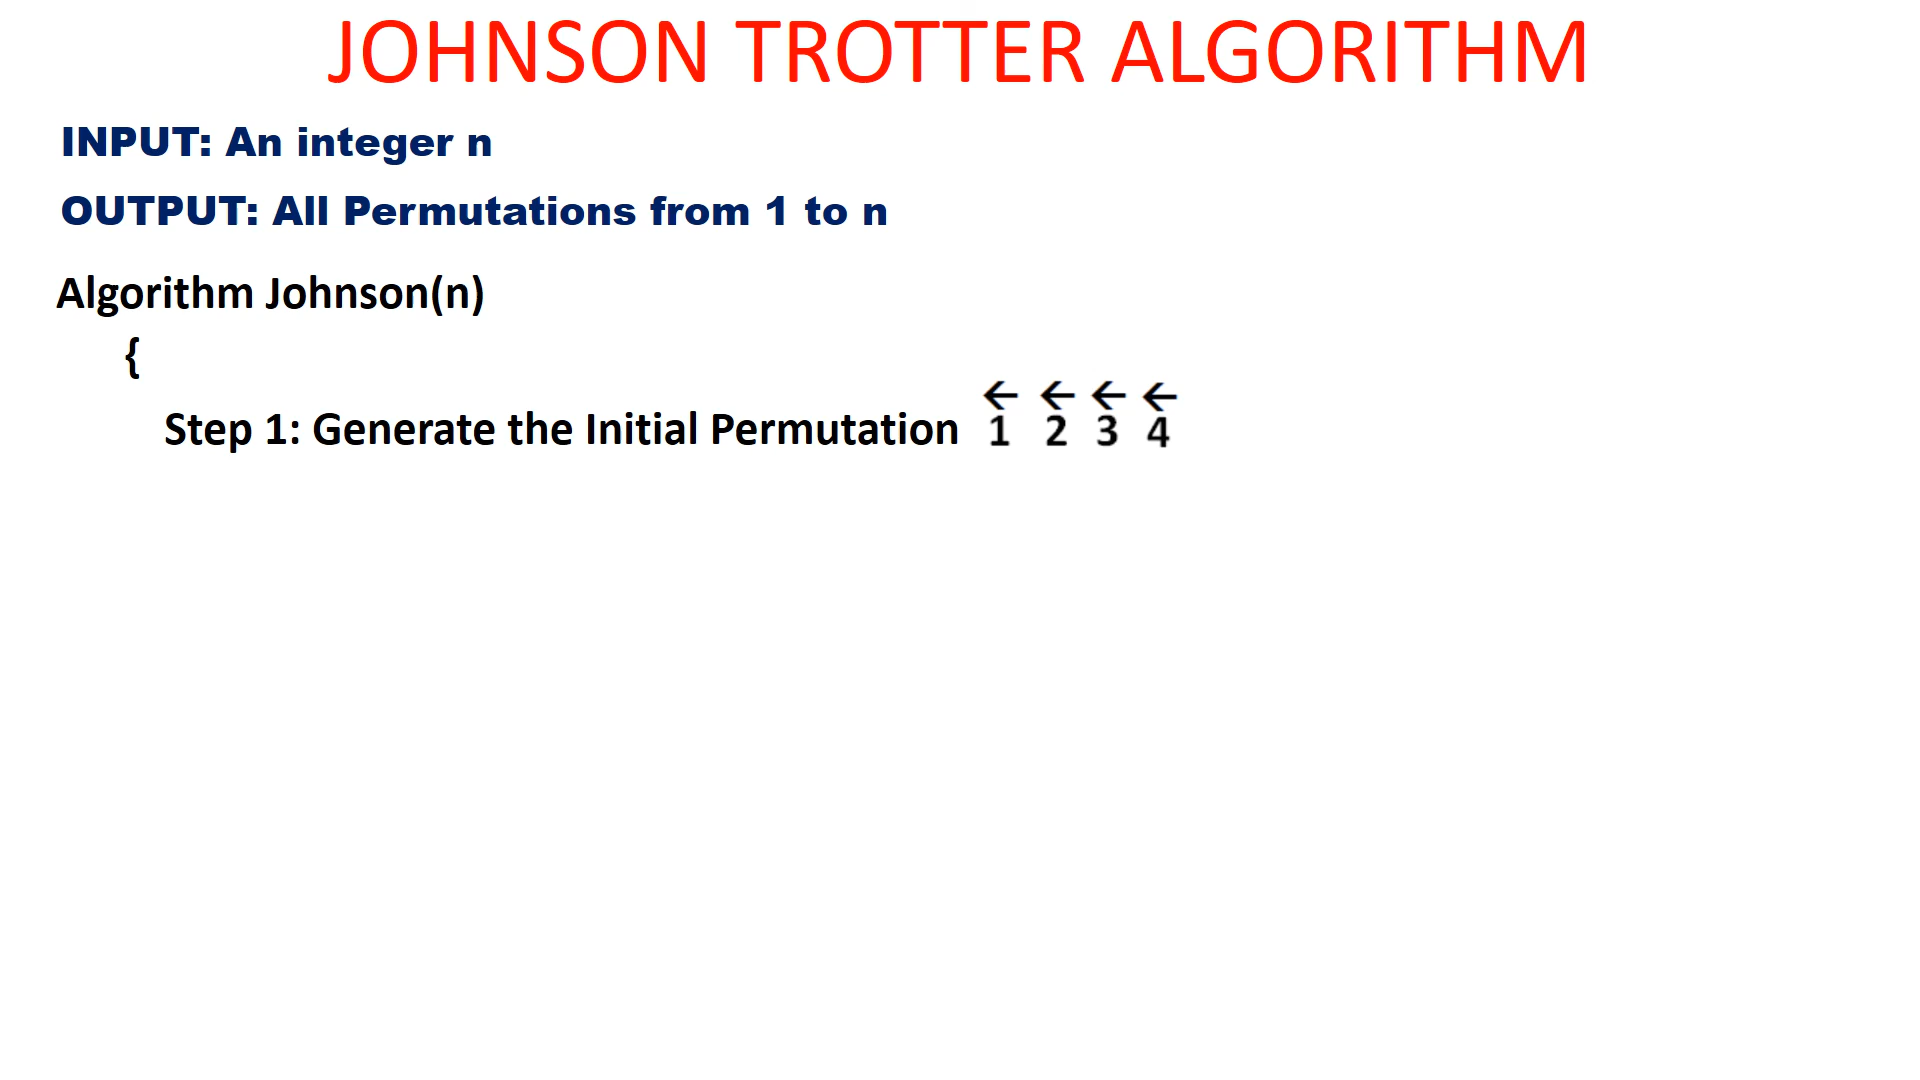 JOHNSON TROTTER ALGORITHM
INPUT: An integer n
OUTPUT: All Permutations from 1 to n
Algorithm Johnson(n)
{
← ← ← ←
Step 1: Generate the Initial Permutation 1 2 3 4